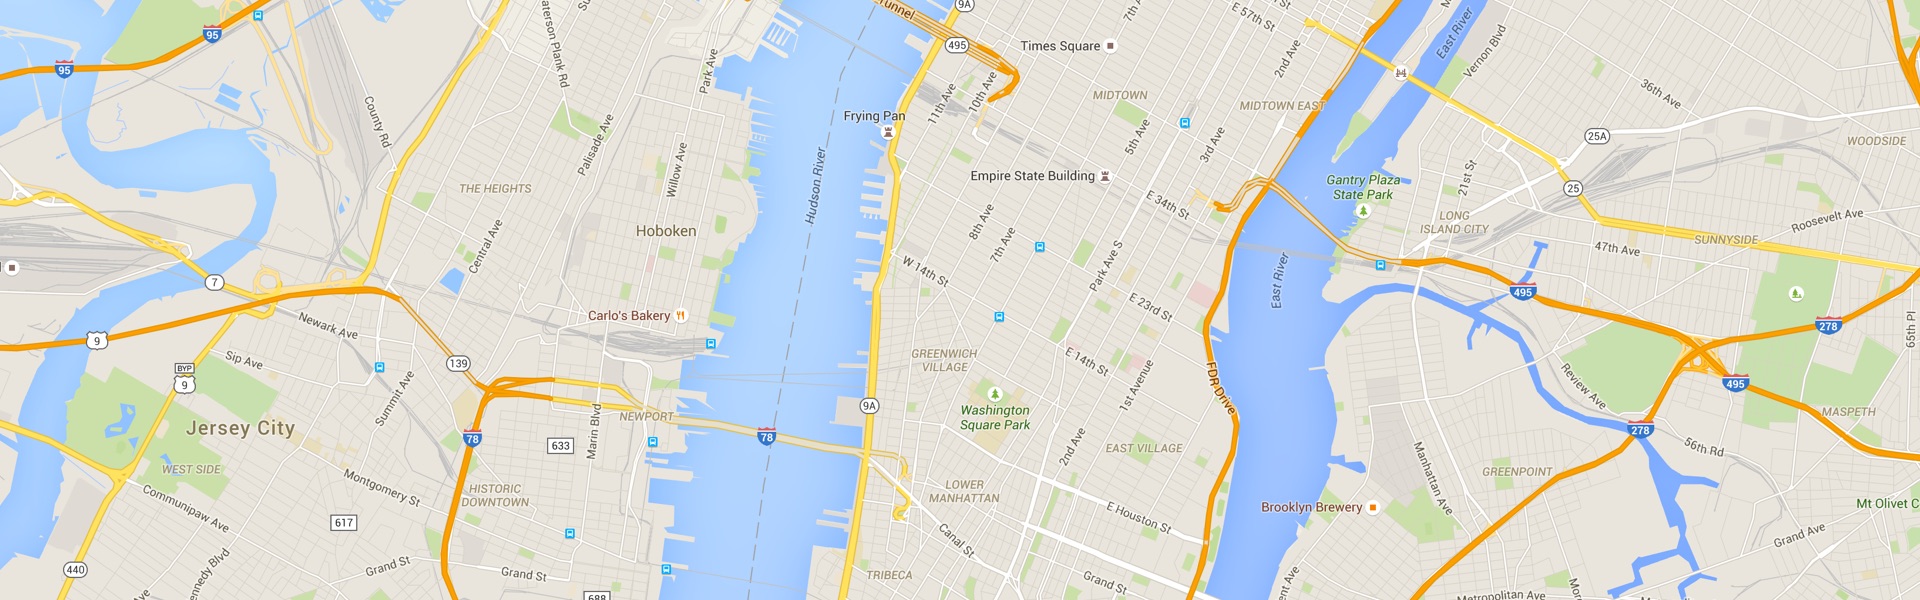 95
95
Paterson Plank Rd
County Rd
Palisade Ave
Park Ave
Willow Ave
THE HEIGHTS
Central Ave
Hoboken
Carlo's Bakery
7
9
Newark Ave
Sip Ave
BYP
9
139
Summit Ave
Jersey City
WEST SIDE
78
633
Marin Blvd
NEWPORT
78
Montgomery St
HISTORIC
DOWNTOWN
Communipaw Ave
617
440
Grand St
Grand St
688
Hudson River
Tunnel
9A
495
Times Square
7th
E 57th St
2nd Ave
East River
Vernon Blvd
Frying Pan
11th Ave
10th Ave
MIDTOWN
MIDTOWN EAST
5th Ave
3rd Ave
36th Ave
25A
WOODSIDE
Empire State Building
E 34th St
Gantry Plaza
State Park
21st St
25
8th Ave
7th Ave
Park Ave S
LONG
ISLAND CITY
Roosevelt Ave
47th Ave
SUNNYSIDE
W 14th St
E 23rd St
East River
495
278
65th Pl
GREENWICH
VILLAGE
E 14th St
1st Avenue
FDR Drive
495
9A
Washington
Square Park
Review Ave
MASPETH
2nd Ave
EAST VILLAGE
278
56th Rd
Manhattan Ave
GREENPOINT
LOWER
MANHATTAN
E Houston St
Brooklyn Brewery
Mt Olivet C
Canal St
Grand Ave
TRIBECA
Grand St
Metropolitan Ave